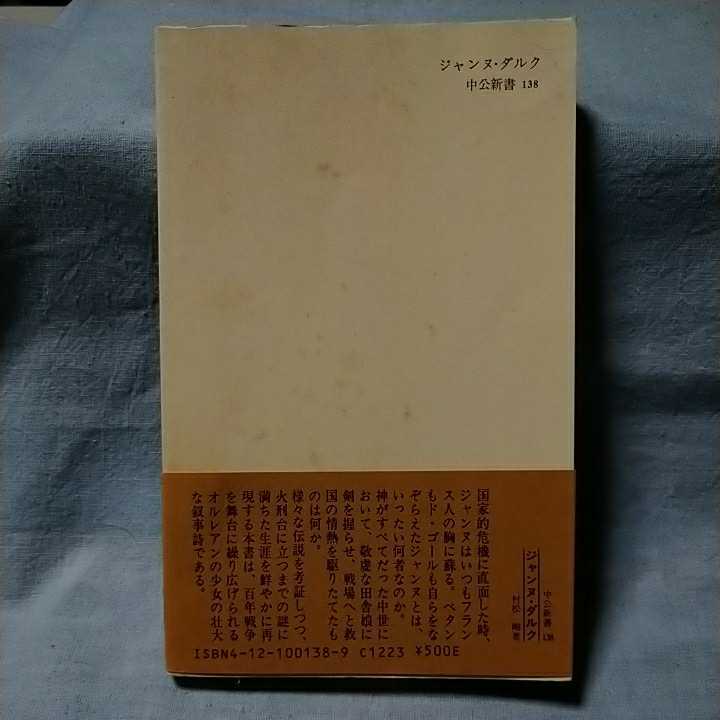 ジャンヌ・ダルク
中公新書 138
中公新書 138
ジャンヌ・ダルク
村松 剛著
国家的危機に直面した時、
ジャンヌはいつもフラン
ス人の胸に蘇る。ペタン
もド・ゴールも自らをな
ぞらえたジャンヌとは、
いったい何者なのか。
神がすべてだった中世に
おいて、敬虔な田舎娘に
剣を握らせ、戦場へと救
国の情熱を駆りたてたも
のは何か。
様々な伝説を考証しつつ、
火刑台に立つまでの謎に
満ちた生涯を鮮やかに再
現する本書は、百年戦争
を舞台に繰り広げられる
オルレアンの少女の壮大
な叙事詩である。
ISBN4-12-100138-9 C1223 ¥500E